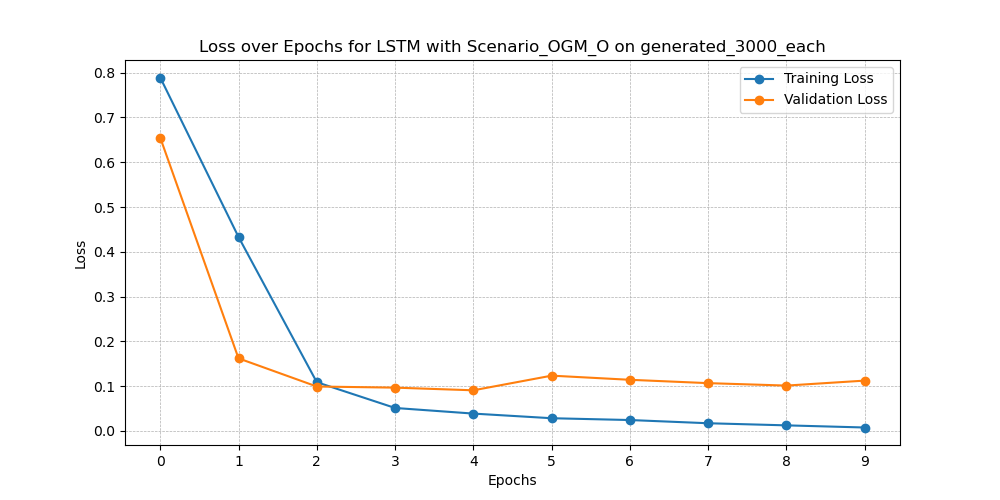 Loss over Epochs for LSTM with Scenario_OGM_O on generated_3000_each
Training Loss
Validation Loss
Loss
0.8
0.7
0.6
0.5
0.4
0.3
0.2
0.1
0.0
0 1 2 3 4 5 6 7 8 9
Epochs